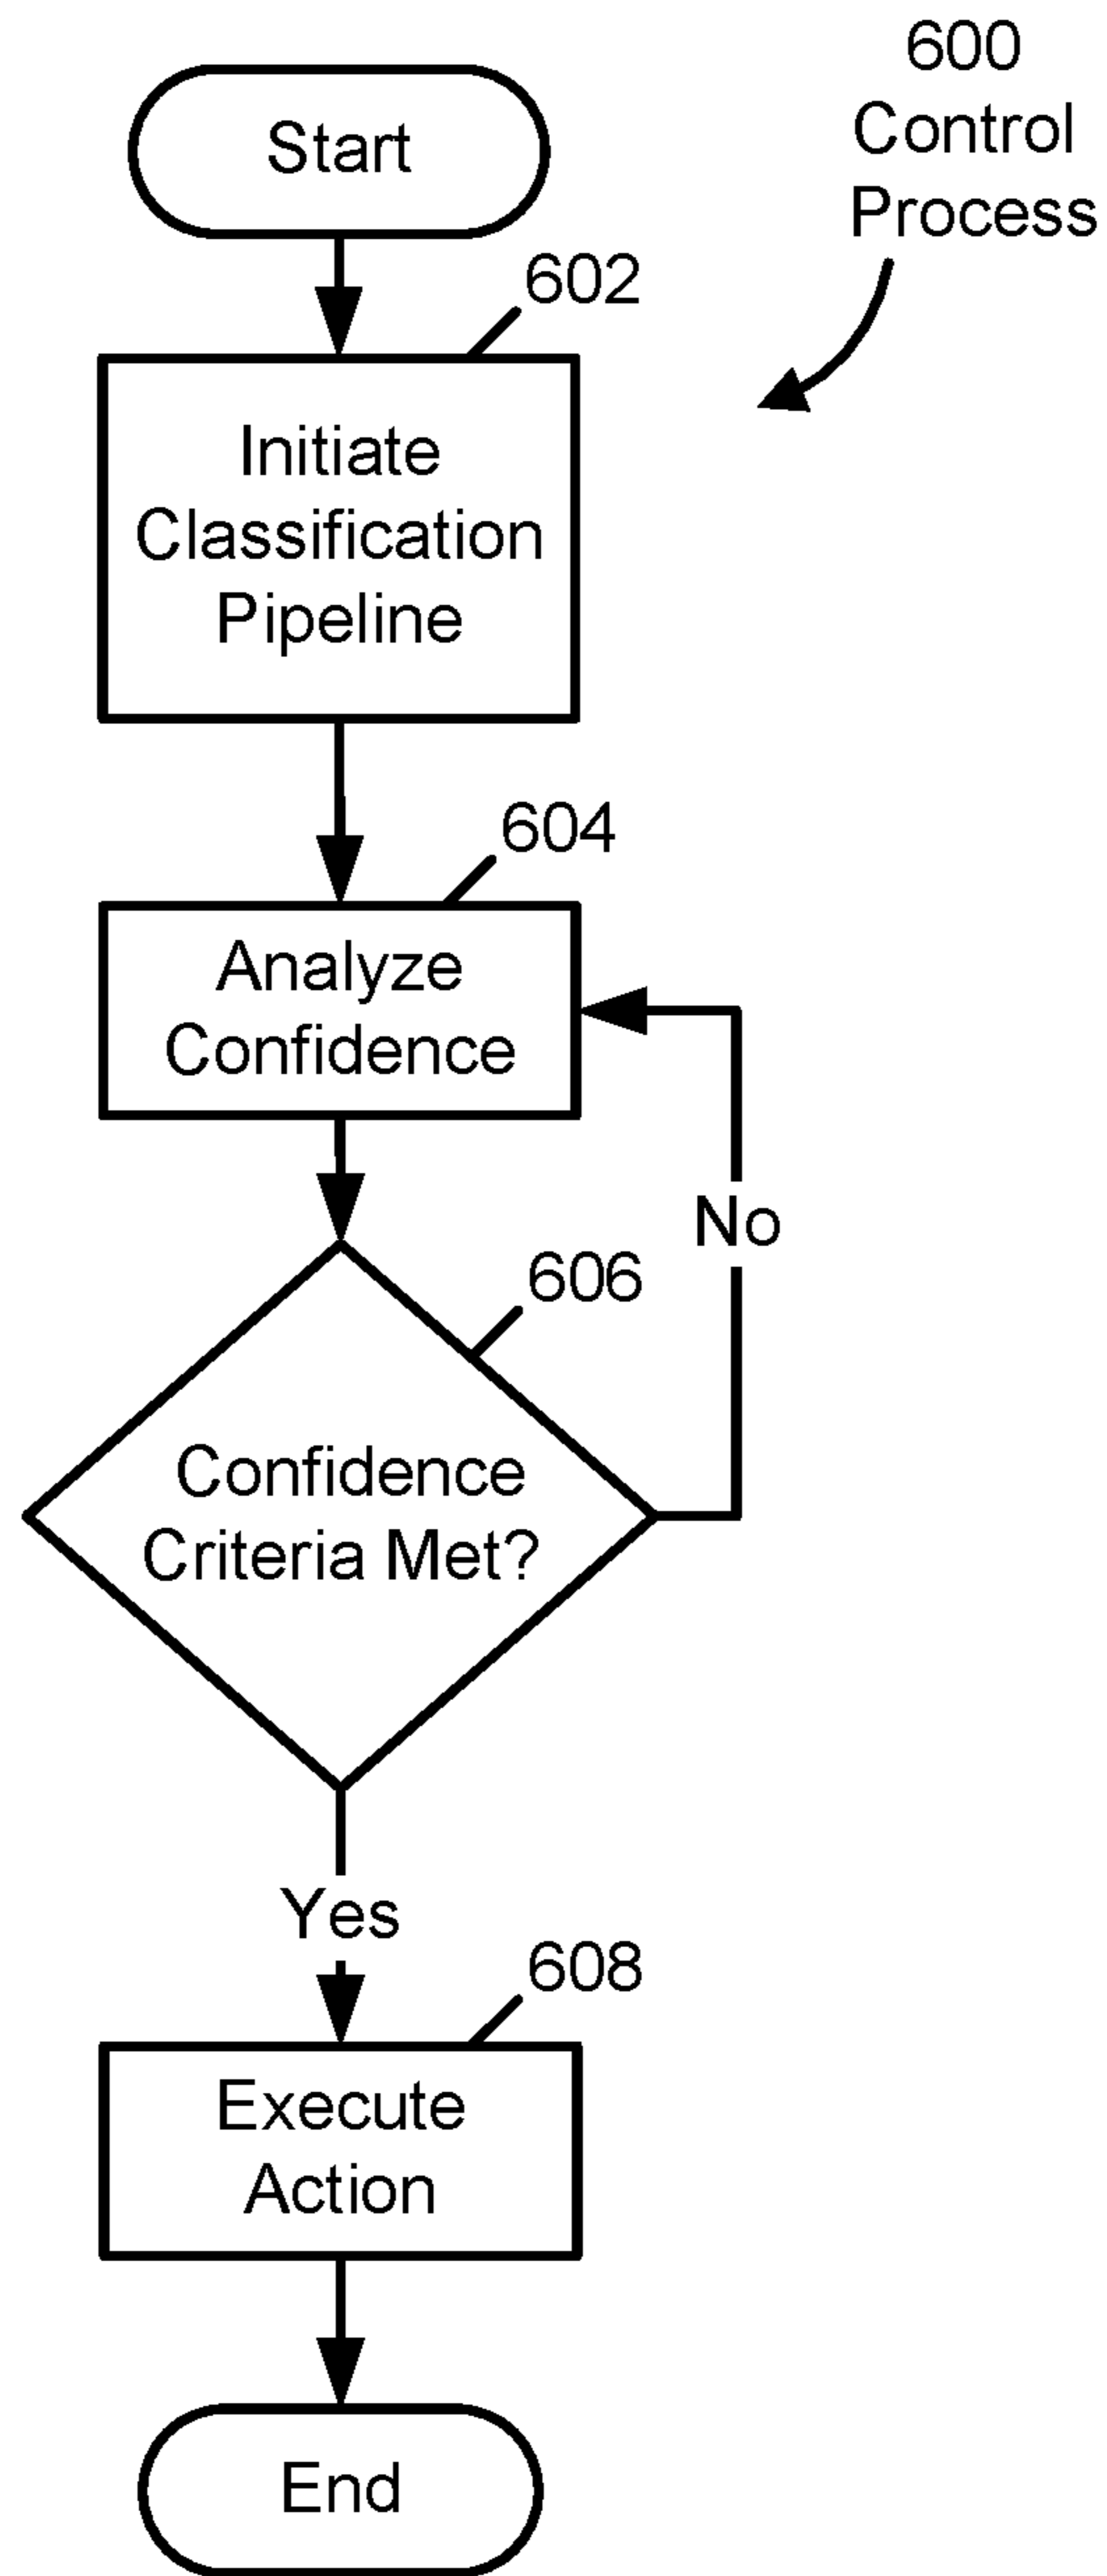 600
Control
Process
Start
602
Initiate
Classification
Pipeline
604
Analyze
Confidence
No
606
Confidence
Criteria Met?
Yes
608
Execute
Action
End